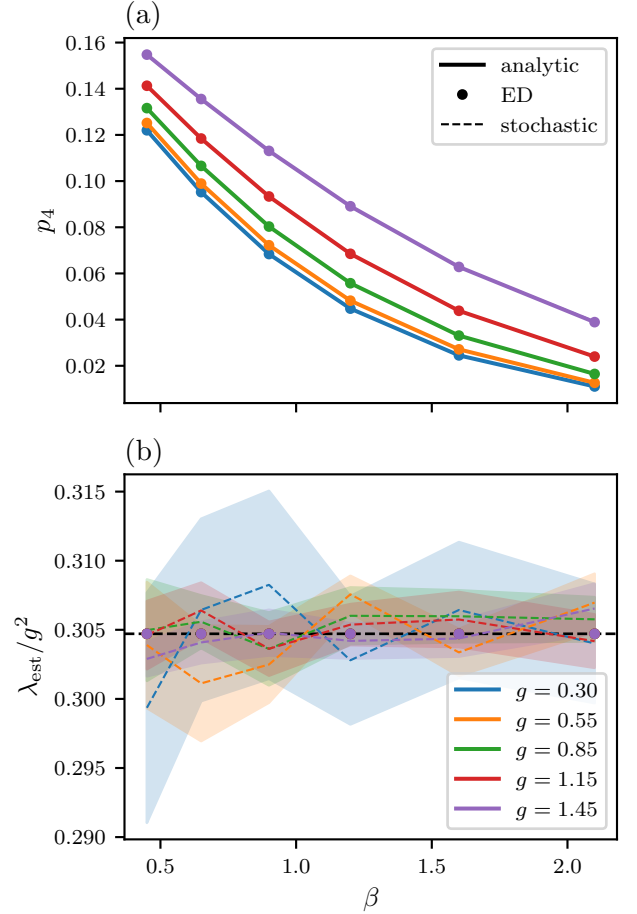 (a)
0.16
0.14
0.12
0.10
0.08
0.06
0.04
0.02
p₄
analytic
ED
stochastic
(b)
0.315
0.310
0.305
0.300
0.295
0.290
λ_est/g²
g = 0.30
g = 0.55
g = 0.85
g = 1.15
g = 1.45
0.5 1.0 1.5 2.0
β